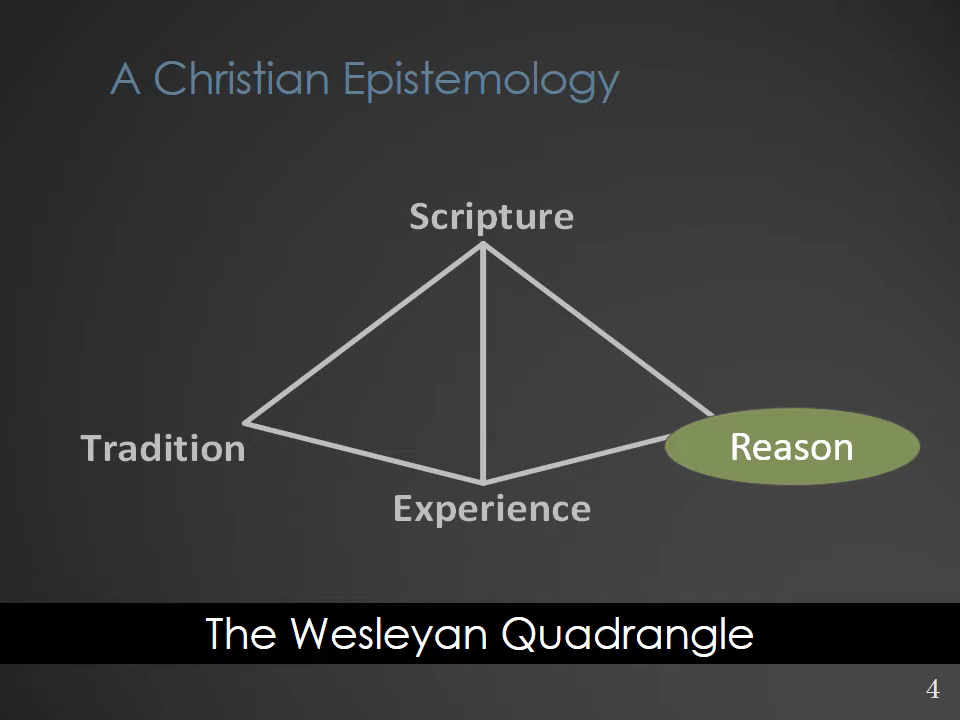 A Christian Epistemology
Scripture
Tradition
Reason
Experience
The Wesleyan Quadrangle
4